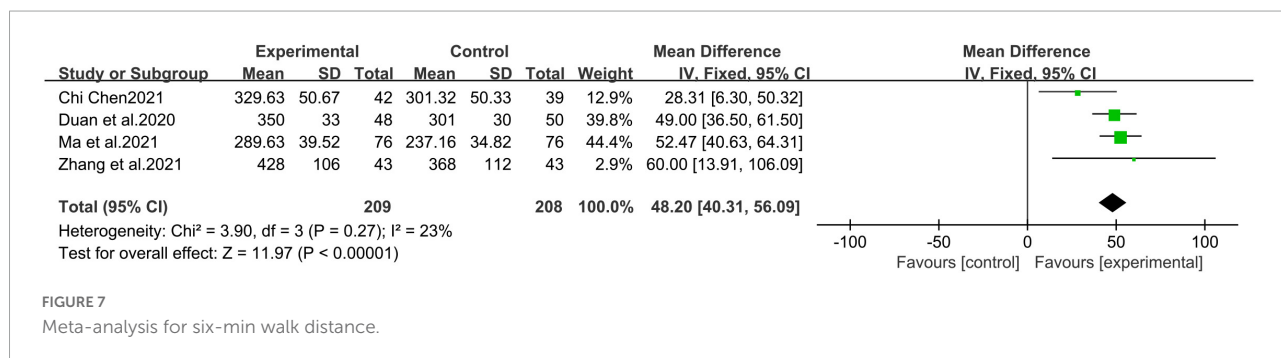 Experimental Control Mean Difference Mean Difference
Study or Subgroup Mean SD Total Mean SD Total Weight IV, Fixed, 95% CI IV, Fixed, 95% CI
Chi Chen2021 329.63 50.67 42 301.32 50.33 39 12.9% 28.31 [6.30, 50.32]
Duan et al.2020 350 33 48 301 30 50 39.8% 49.00 [36.50, 61.50]
Ma et al.2021 289.63 39.52 76 237.16 34.82 76 44.4% 52.47 [40.63, 64.31]
Zhang et al.2021 428 106 43 368 112 43 2.9% 60.00 [13.91, 106.09]
Total (95% CI) 209 208 100.0% 48.20 [40.31, 56.09]
Heterogeneity: Chi² = 3.90, df = 3 (P = 0.27); I² = 23%
Test for overall effect: Z = 11.97 (P < 0.00001)
-100 -50 0 50 100
Favours [control] Favours [experimental]
FIGURE 7
Meta-analysis for six-min walk distance.